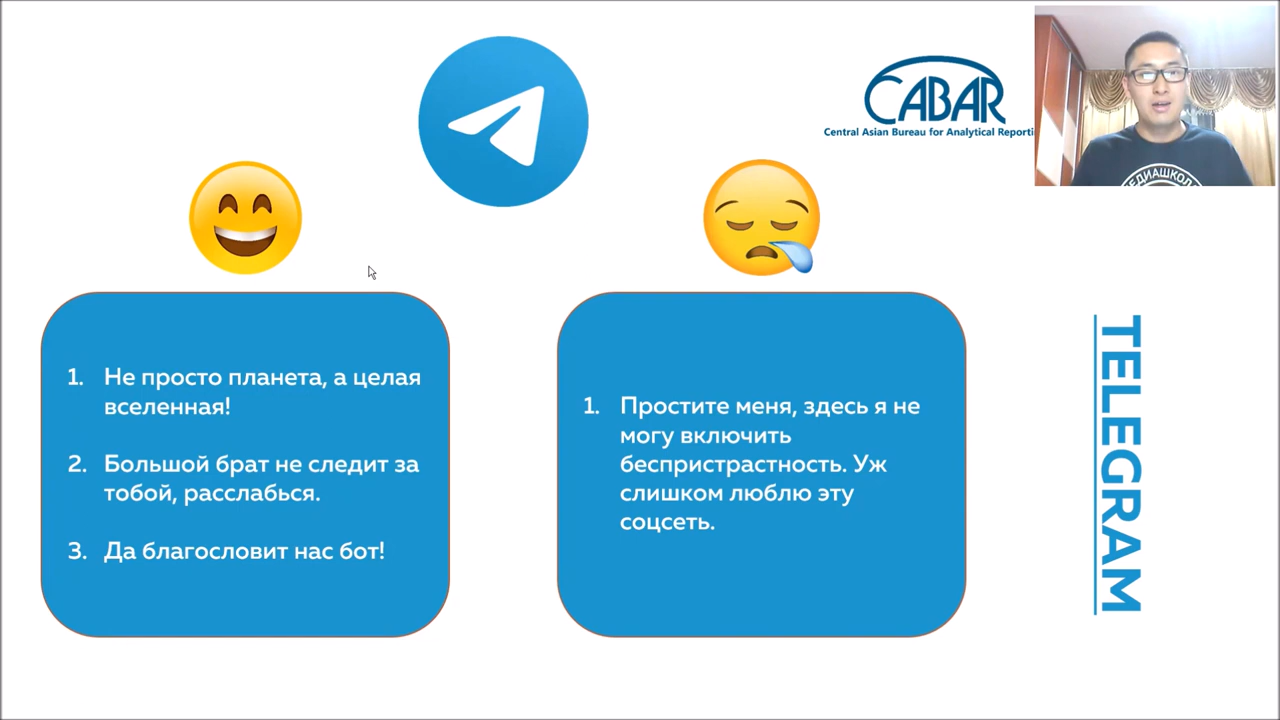 CABAR
Central Asian Bureau for Analytical Reporti
ЕДИАШКОЛ
1. Не просто планета, а целая
вселенная!
2. Большой брат не следит за
тобой, расслабься.
3. Да благословит нас бот!
1. Простите меня, здесь я не
могу включить
беспристрастность. Уж
слишком люблю эту
соцсеть.
TELEGRAM